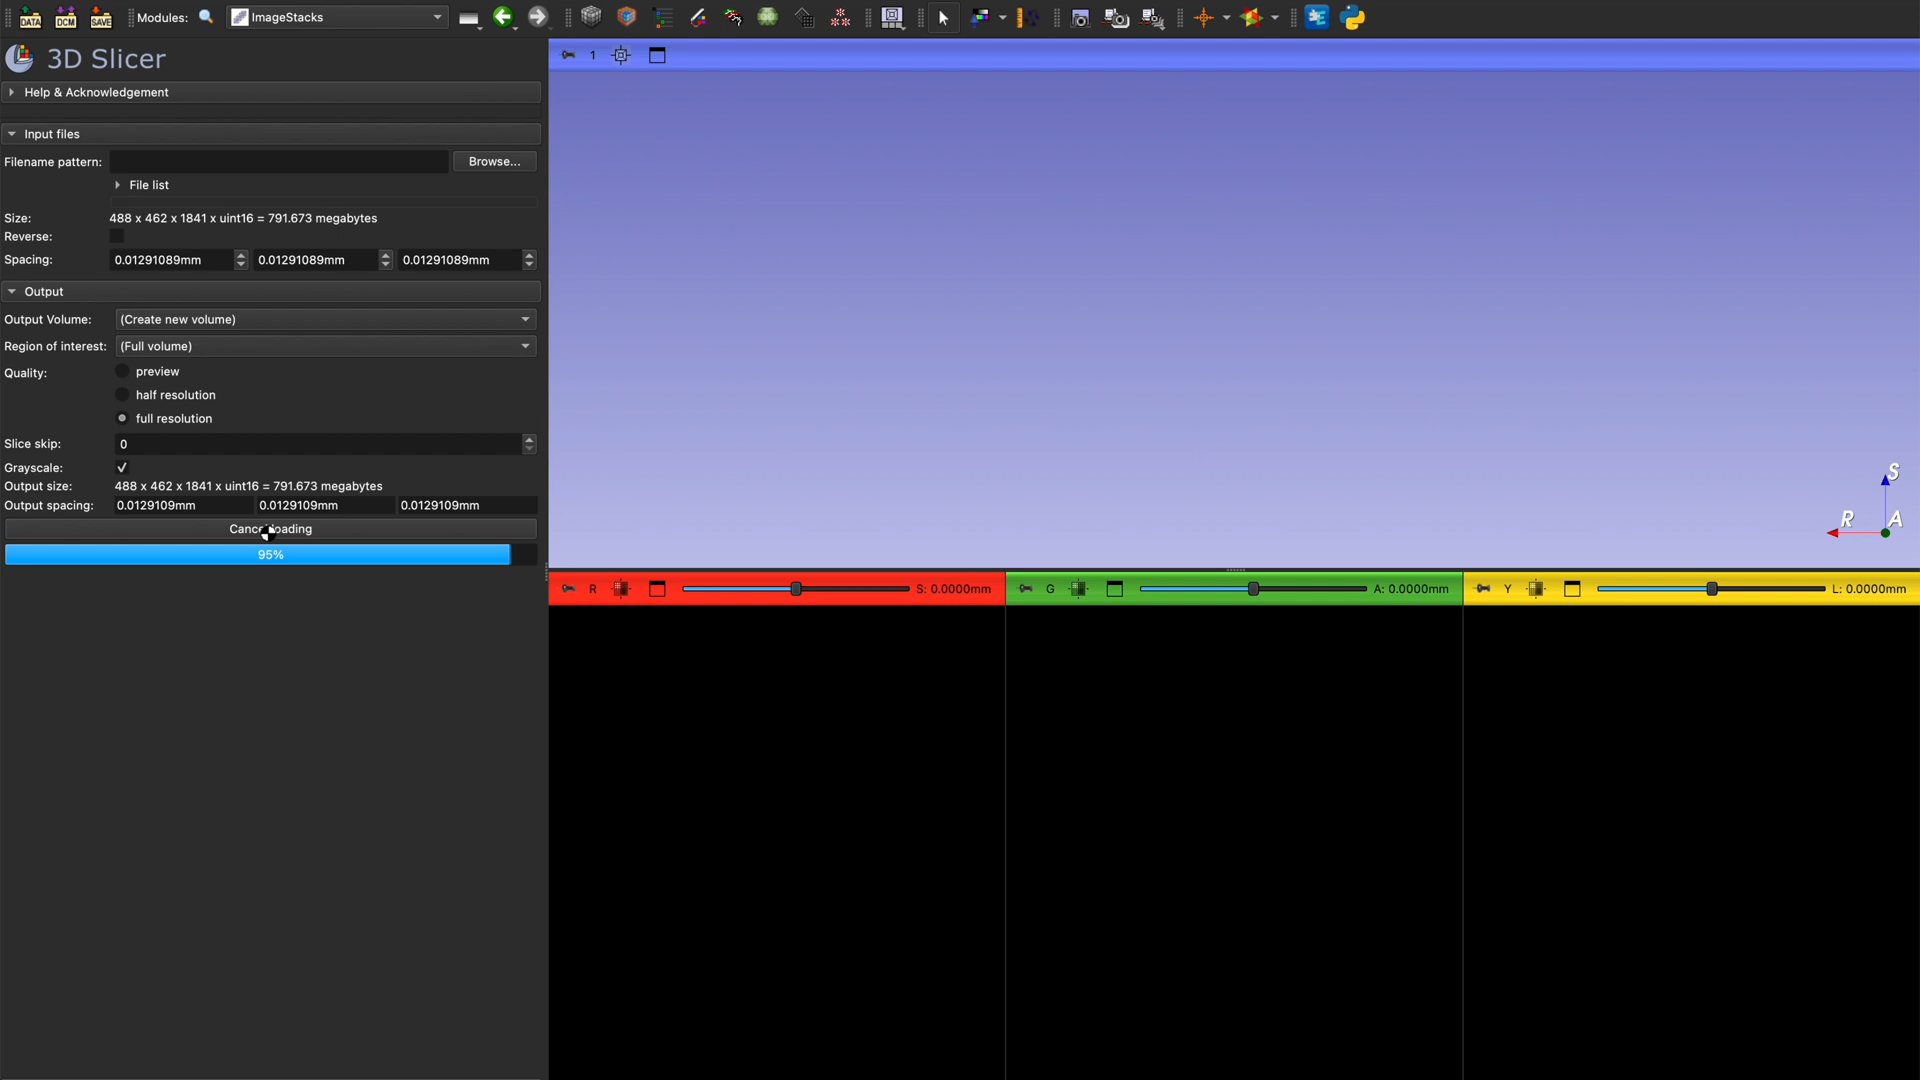 DATA DCM SAVE Modules: ImageStacks
3D Slicer
Help & Acknowledgement
Input files
Filename pattern: Browse...
File list
Size: 488 x 462 x 1841 x uint16 = 791.673 megabytes
Reverse:
Spacing: 0.01291089mm 0.01291089mm 0.01291089mm
Output
Output Volume: (Create new volume)
Region of interest: (Full volume)
Quality: preview
half resolution
full resolution
Slice skip: 0
Grayscale:
Output size: 488 x 462 x 1841 x uint16 = 791.673 megabytes
Output spacing: 0.0129109mm 0.0129109mm 0.0129109mm
Cancel loading
95%
1
S
R A
R S: 0.0000mm
G A: 0.0000mm
Y L: 0.0000mm